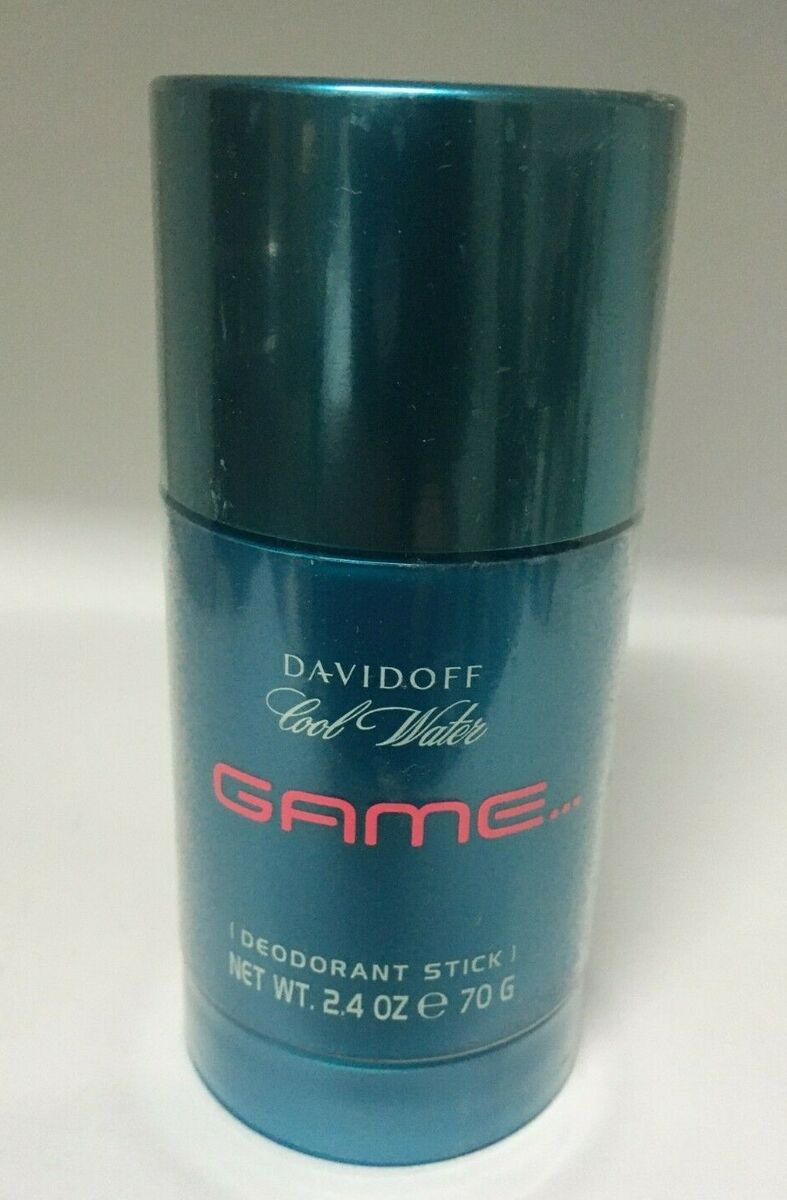 DAVIDOFF
Cool Water
GAME...
[DEODORANT STICK]
NET WT. 2.4 OZ ℮ 70 G